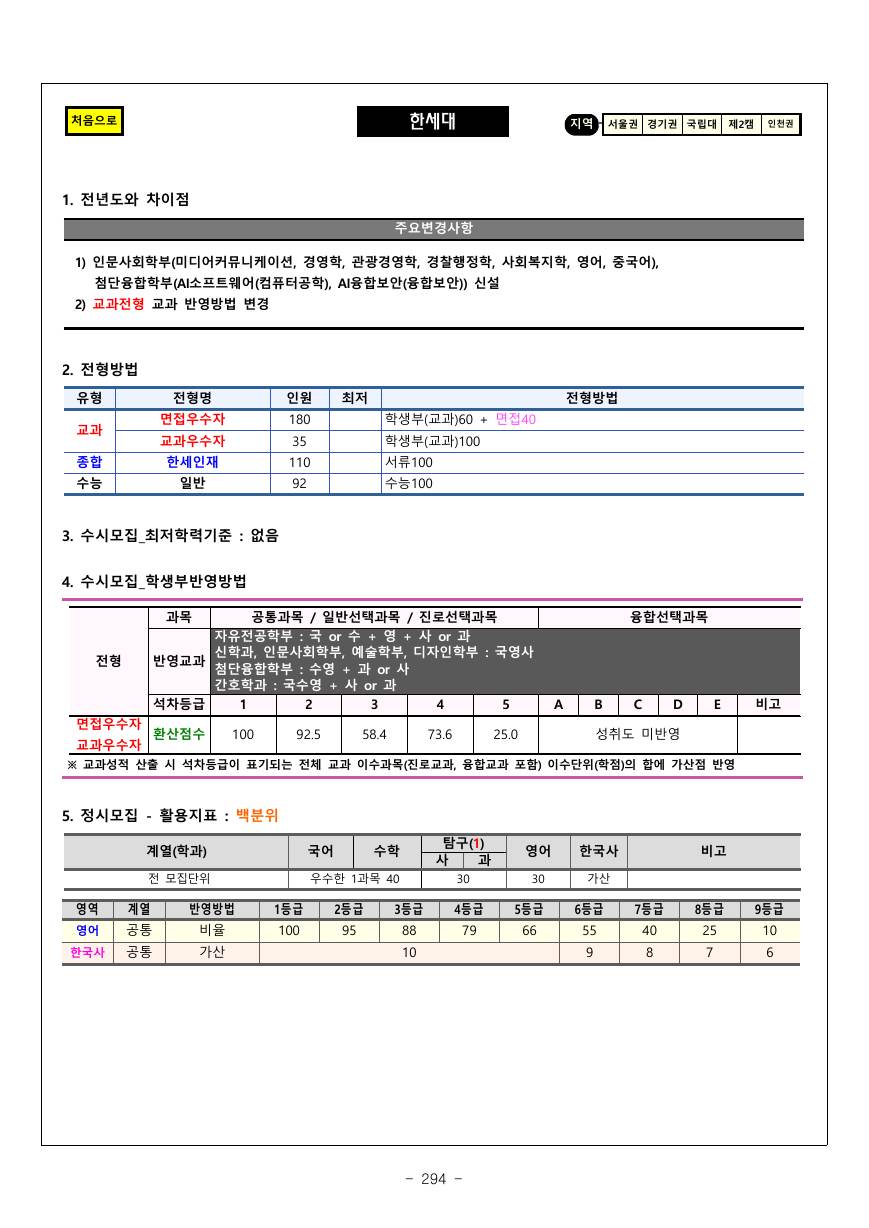 처음으로
한세대
지역 서울권 경기권 국립대 제2캠 인천권
1. 전년도와 차이점
주요변경사항
1) 인문사회학부(미디어커뮤니케이션, 경영학, 관광경영학, 경찰행정학, 사회복지학, 영어, 중국어),
첨단융합학부(AI소프트웨어(컴퓨터공학), AI융합보안(융합보안)) 신설
2) 교과전형 교과 반영방법 변경
2. 전형방법
유형 전형명 인원 최저 전형방법
교과 면접우수자 180 학생부(교과)60 + 면접40
교과우수자 35 학생부(교과)100
종합 한세인재 110 서류100
수능 일반 92 수능100
3. 수시모집_최저학력기준 : 없음
4. 수시모집_학생부반영방법
전형 과목 공통과목 / 일반선택과목 / 진로선택과목 융합선택과목
반영교과 자유전공학부 : 국 or 수 + 영 + 사 or 과
신학과, 인문사회학부, 예술학부, 디자인학부 : 국영사
첨단융합학부 : 수영 + 과 or 사
간호학과 : 국수영 + 사 or 과
석차등급 1 2 3 4 5 A B C D E 비고
면접우수자
교과우수자 환산점수 100 92.5 58.4 73.6 25.0 성취도 미반영
※ 교과성적 산출 시 석차등급이 표기되는 전체 교과 이수과목(진로교과, 융합교과 포함) 이수단위(학점)의 합에 가산점 반영
5. 정시모집 - 활용지표 : 백분위
계열(학과) 국어 수학 탐구(1) 영어 한국사 비고
사 과
전 모집단위 우수한 1과목 40 30 30 가산
영역 계열 반영방법 1등급 2등급 3등급 4등급 5등급 6등급 7등급 8등급 9등급
영어 공통 비율 100 95 88 79 66 55 40 25 10
한국사 공통 가산 10 9 8 7 6
- 294 -